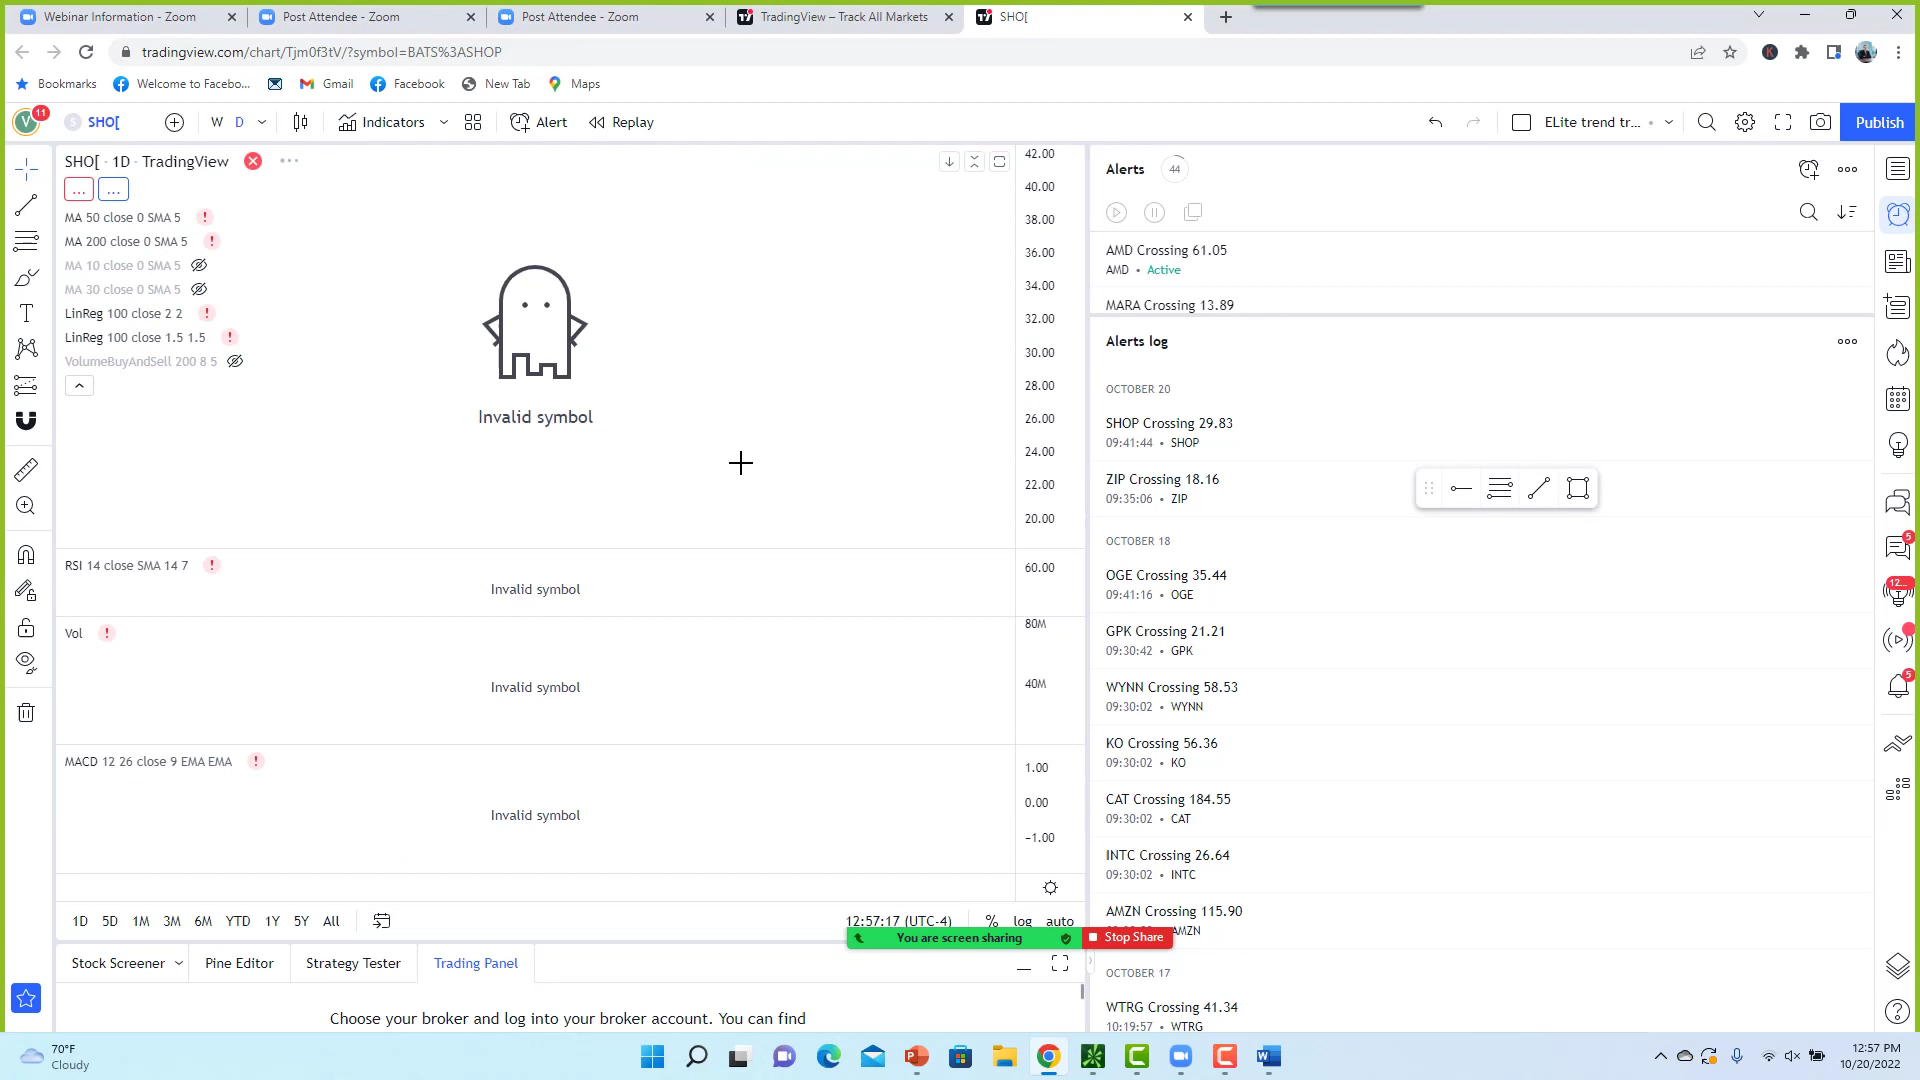 Webinar Information - Zoom
Post Attendee - Zoom
Post Attendee - Zoom
TradingView – Track All Markets
SHO[
tradingview.com/chart/Tjm0f3tV/?symbol=BATS%3ASHOP
K
Bookmarks
Welcome to Facebo...
Gmail
Facebook
New Tab
Maps
V
11
S
SHO[
W
D
Indicators
Alert
Replay
ELite trend tr...
Publish
SHO[ · 1D · TradingView
...
...
MA 50 close 0 SMA 5
MA 200 close 0 SMA 5
MA 10 close 0 SMA 5
MA 30 close 0 SMA 5
LinReg 100 close 2 2
LinReg 100 close 1.5 1.5
VolumeBuyAndSell 200 8 5
Invalid symbol
42.00
40.00
38.00
36.00
34.00
32.00
30.00
28.00
26.00
24.00
22.00
20.00
RSI 14 close SMA 14 7
Invalid symbol
60.00
Vol
Invalid symbol
80M
40M
MACD 12 26 close 9 EMA EMA
Invalid symbol
1.00
0.00
−1.00
1D
5D
1M
3M
6M
YTD
1Y
5Y
All
12:57:17 (UTC-4)
%
log
auto
You are screen sharing
Stop Share
Stock Screener
Pine Editor
Strategy Tester
Trading Panel
Choose your broker and log into your broker account. You can find
Alerts
44
AMD Crossing 61.05
AMD • Active
MARA Crossing 13.89
Alerts log
OCTOBER 20
SHOP Crossing 29.83
09:41:44 • SHOP
ZIP Crossing 18.16
09:35:06 • ZIP
OCTOBER 18
OGE Crossing 35.44
09:41:16 • OGE
GPK Crossing 21.21
09:30:42 • GPK
WYNN Crossing 58.53
09:30:02 • WYNN
KO Crossing 56.36
09:30:02 • KO
CAT Crossing 184.55
09:30:02 • CAT
INTC Crossing 26.64
09:30:02 • INTC
AMZN Crossing 115.90
AMZN
OCTOBER 17
WTRG Crossing 41.34
10:19:57 • WTRG
5
12...
5
70°F
Cloudy
12:57 PM
10/20/2022